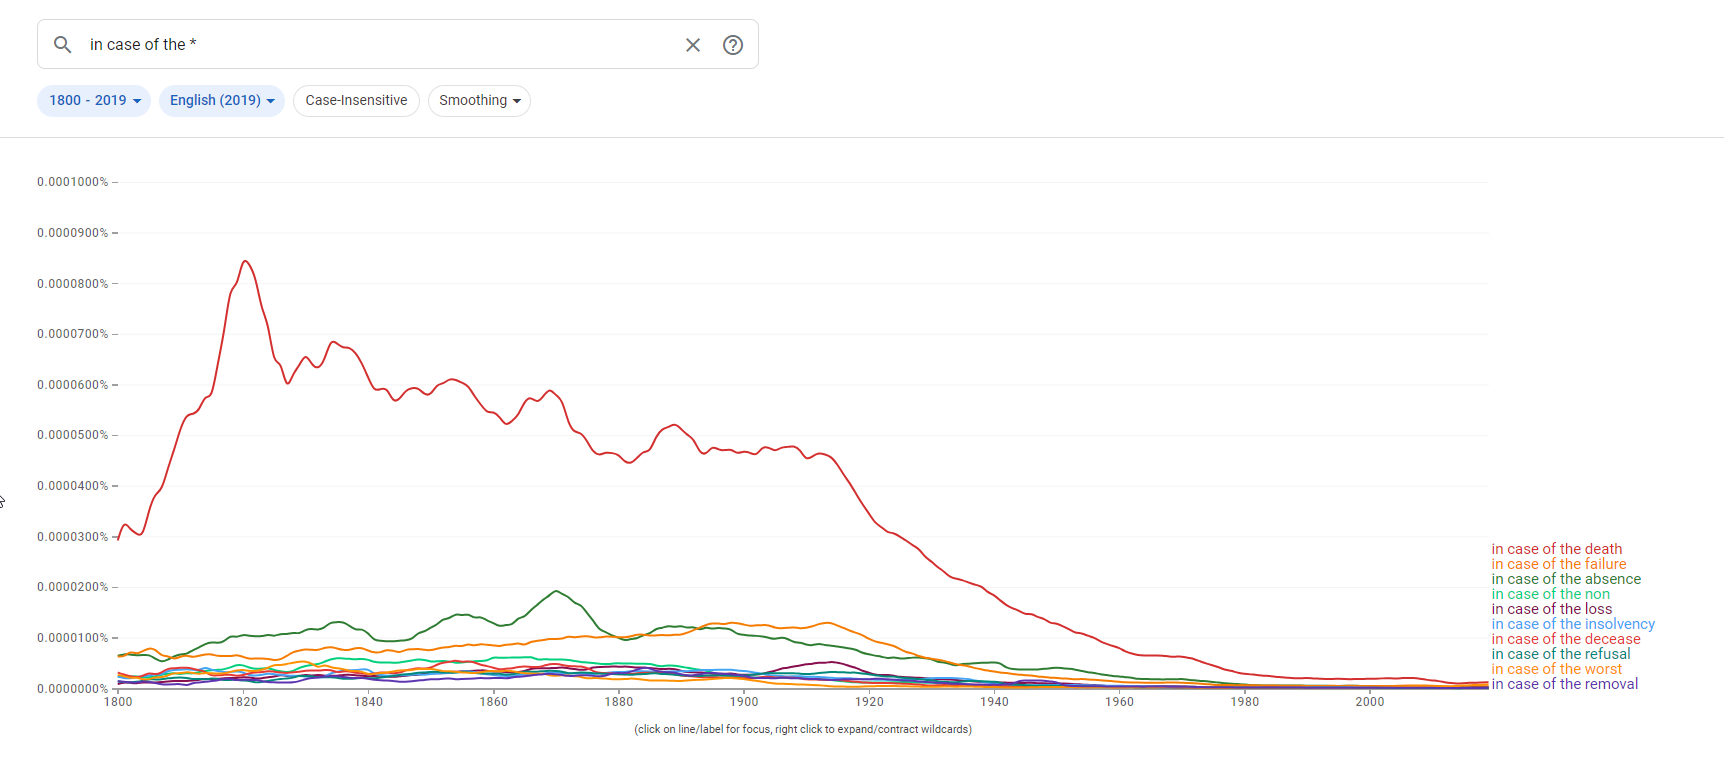 in case of the *
1800 - 2019 English (2019) Case-Insensitive Smoothing
0.0001000%
0.0000900%
0.0000800%
0.0000700%
0.0000600%
0.0000500%
0.0000400%
0.0000300%
0.0000200%
0.0000100%
0.0000000%
1800 1820 1840 1860 1880 1900 1920 1940 1960 1980 2000
in case of the death
in case of the failure
in case of the absence
in case of the non
in case of the loss
in case of the insolvency
in case of the decease
in case of the refusal
in case of the worst
in case of the removal
(click on line/label for focus, right click to expand/contract wildcards)